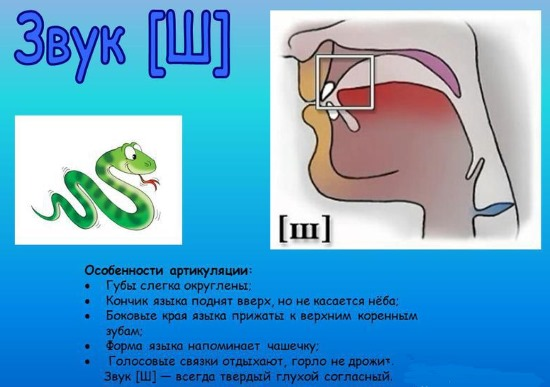 Звук [Ш]
[ш]
Особенности артикуляции:
• Губы слегка округлены;
• Кончик языка поднят вверх, но не касается нёба;
• Боковые края языка прижаты к верхним коренным
зубам;
• Форма языка напоминает чашечку;
• Голосовые связки отдыхают, горло не дрожит.
Звук [Ш] — всегда твердый глухой согласный.